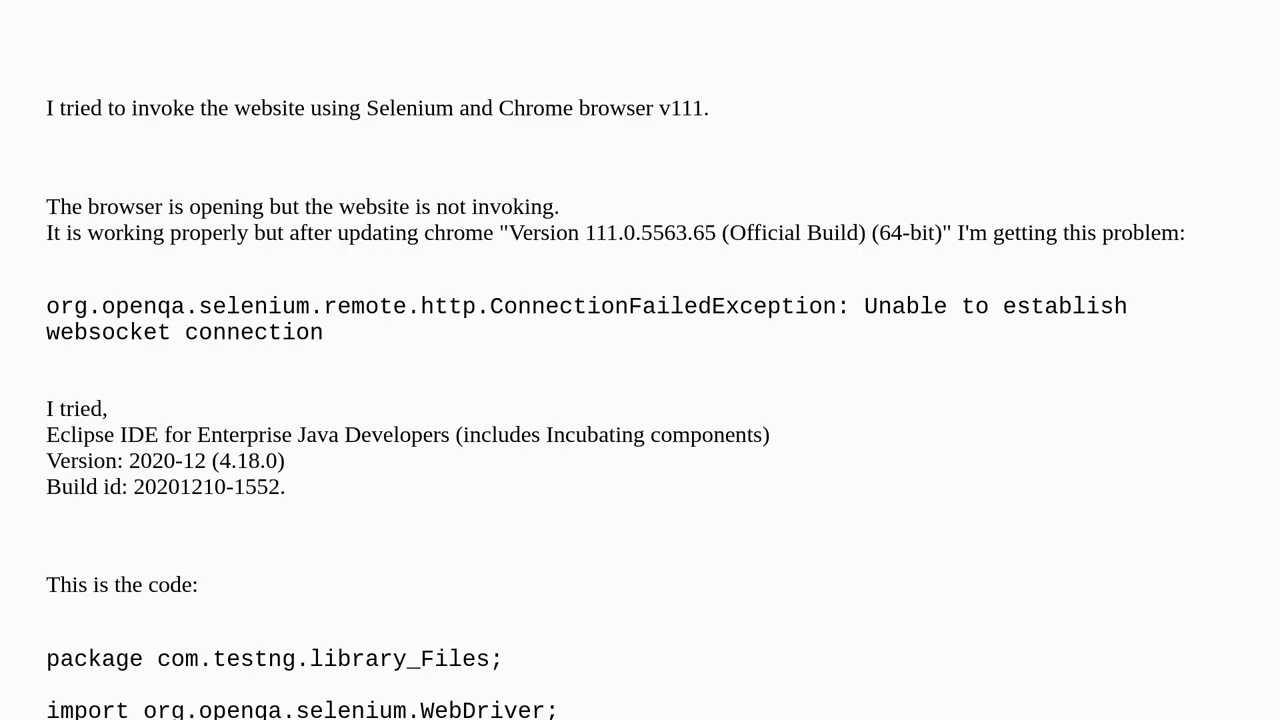 I tried to invoke the website using Selenium and Chrome browser v111.
The browser is opening but the website is not invoking.
It is working properly but after updating chrome "Version 111.0.5563.65 (Official Build) (64-bit)" I'm getting this problem:
org.openqa.selenium.remote.http.ConnectionFailedException: Unable to establish
websocket connection
I tried,
Eclipse IDE for Enterprise Java Developers (includes Incubating components)
Version: 2020-12 (4.18.0)
Build id: 20201210-1552.
This is the code:
package com.testng.library_Files;
import org.openqa.selenium.WebDriver;